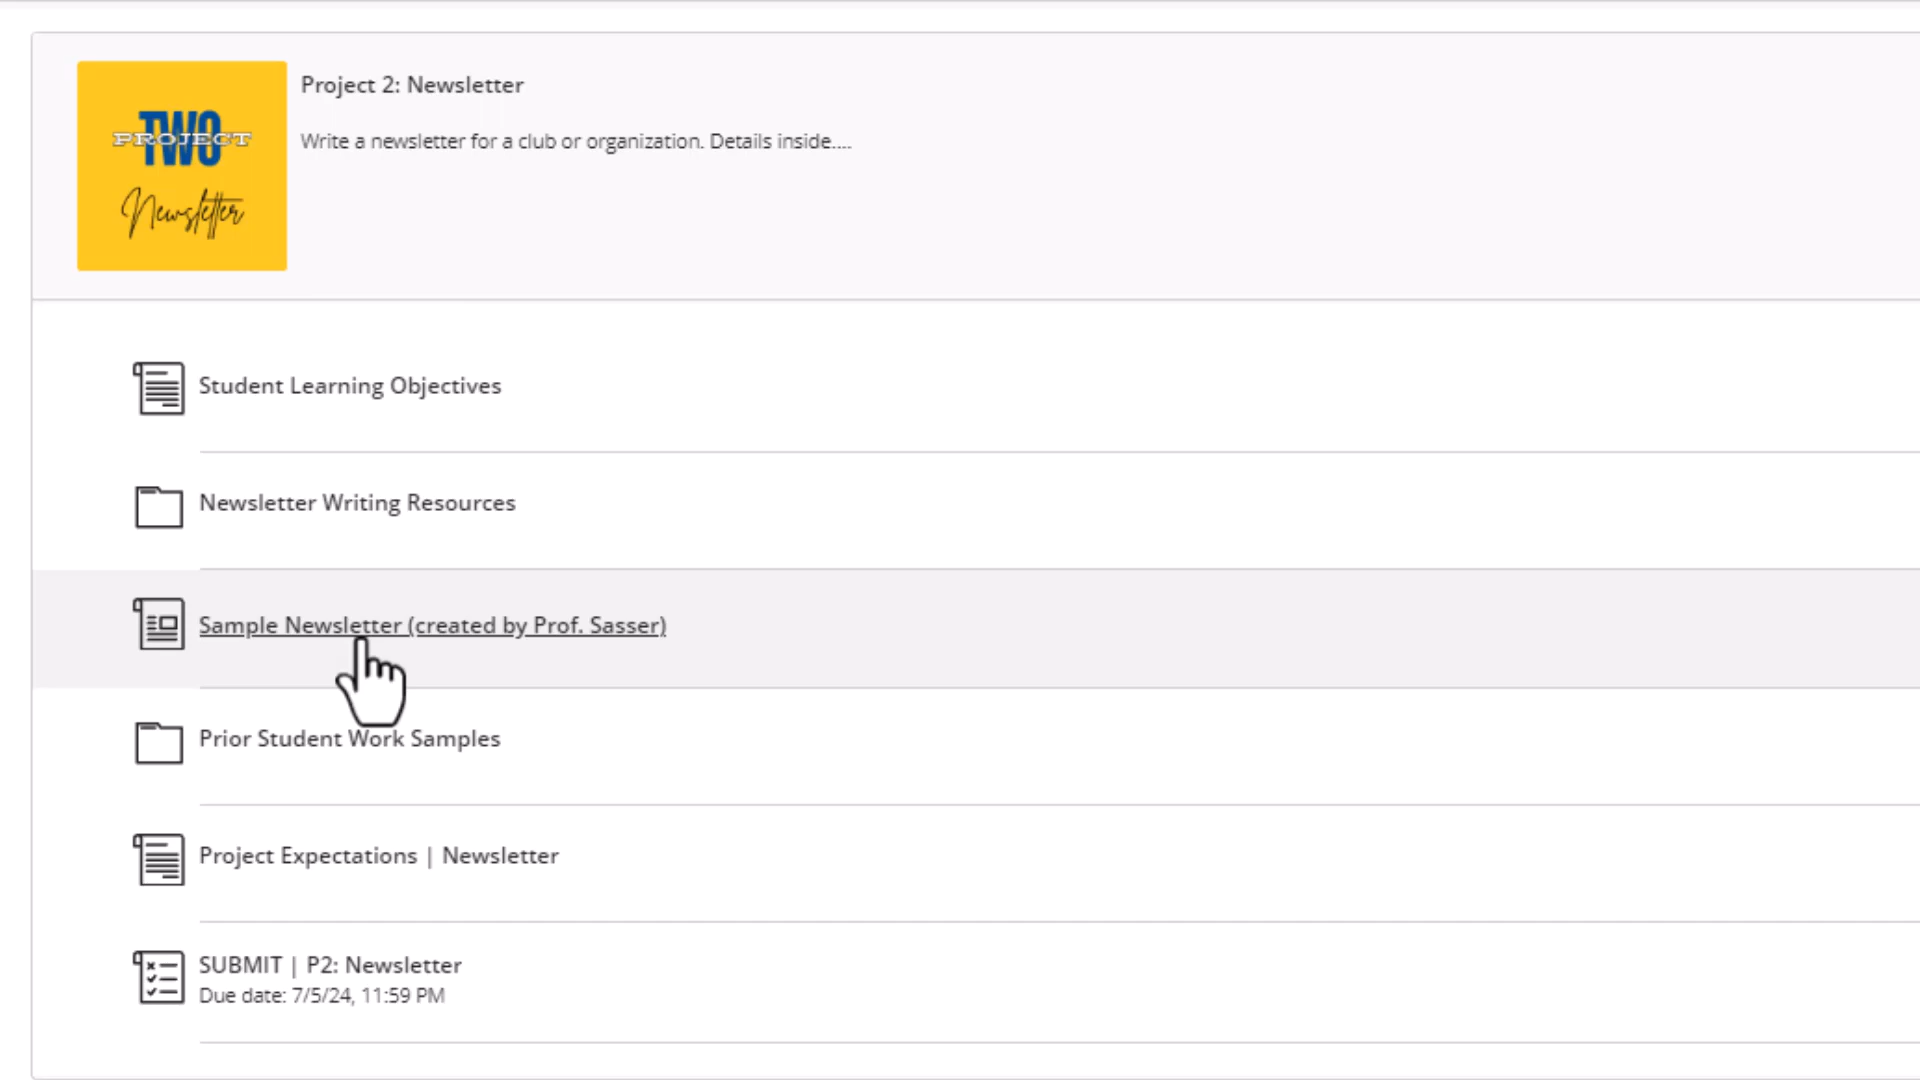 TWO
PROJECT
Newsletter
Project 2: Newsletter
Write a newsletter for a club or organization. Details inside....
Student Learning Objectives
Newsletter Writing Resources
Sample Newsletter (created by Prof. Sasser)
Prior Student Work Samples
Project Expectations | Newsletter
SUBMIT | P2: Newsletter
Due date: 7/5/24, 11:59 PM